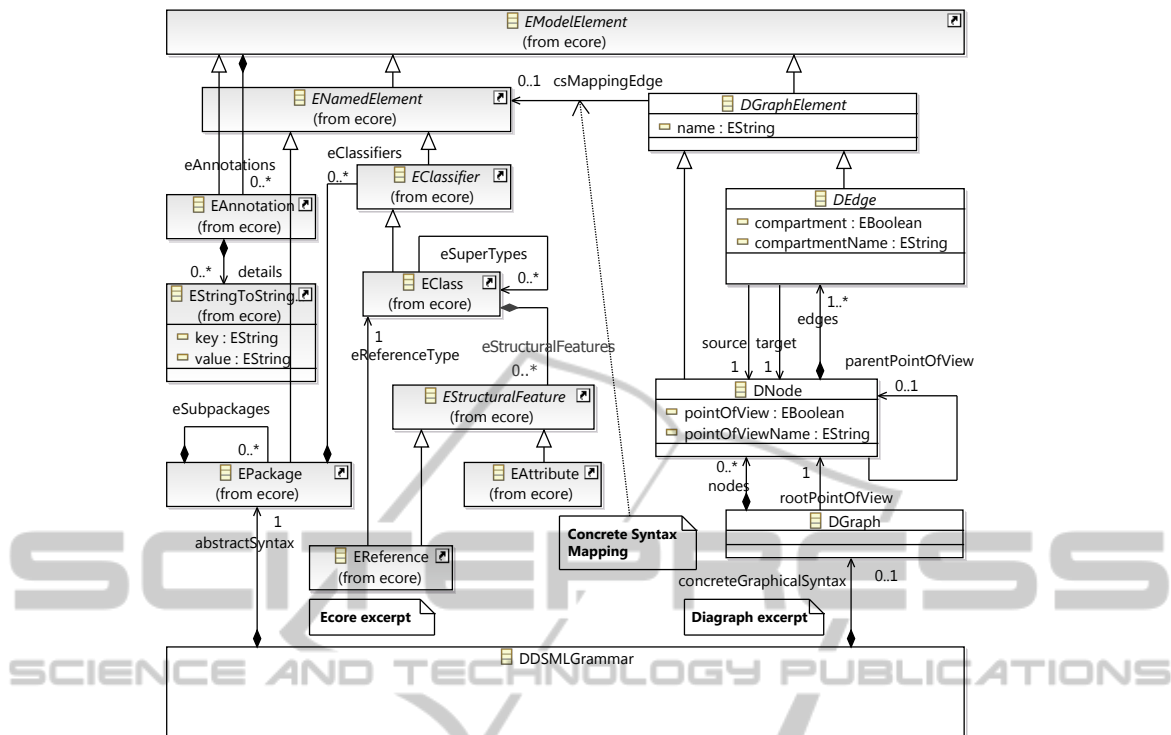 EModelElement
(from ecore)
ENamedElement
(from ecore)
0..1 csMappingEdge
DGraphElement
name : EString
eAnnotations
0..*
eClassifiers
0..*
EClassifier
(from ecore)
EAnnotation
(from ecore)
DEdge
compartment : EBoolean
compartmentName : EString
0..* details
EStringToString...
(from ecore)
key : EString
value : EString
eSuperTypes
0..*
EClass
(from ecore)
1
eReferenceType
eStructuralFeatures
0..*
1..*
edges
source target
1 1
parentPointOfView
0..1
EStructuralFeature
(from ecore)
DNode
pointOfView : EBoolean
pointOfViewName : EString
eSubpackages
0..*
EPackage
(from ecore)
EAttribute
(from ecore)
0..*
nodes
1
rootPointOfView
DGraph
1
abstractSyntax
Concrete Syntax
Mapping
EReference
(from ecore)
concreteGraphicalSyntax 0..1
Ecore excerpt
Diagraph excerpt
DDSMLGrammar
SCITEPRESS
SCIENCE AND TECHNOLOGY PUBLICATIONS